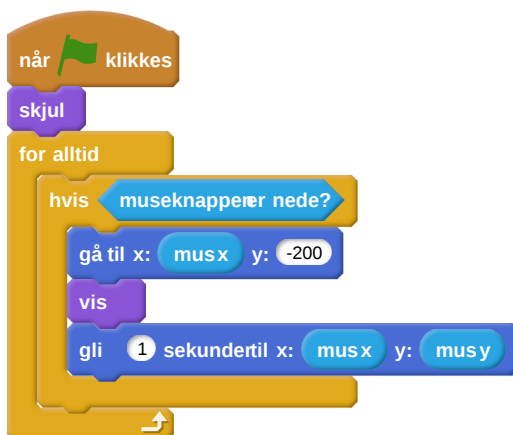 når klikkes
skjul
for alltid
hvis museknappen er nede?
gå til x: mus x y: -200
vis
gli 1 sekunder til x: mus x y: mus y